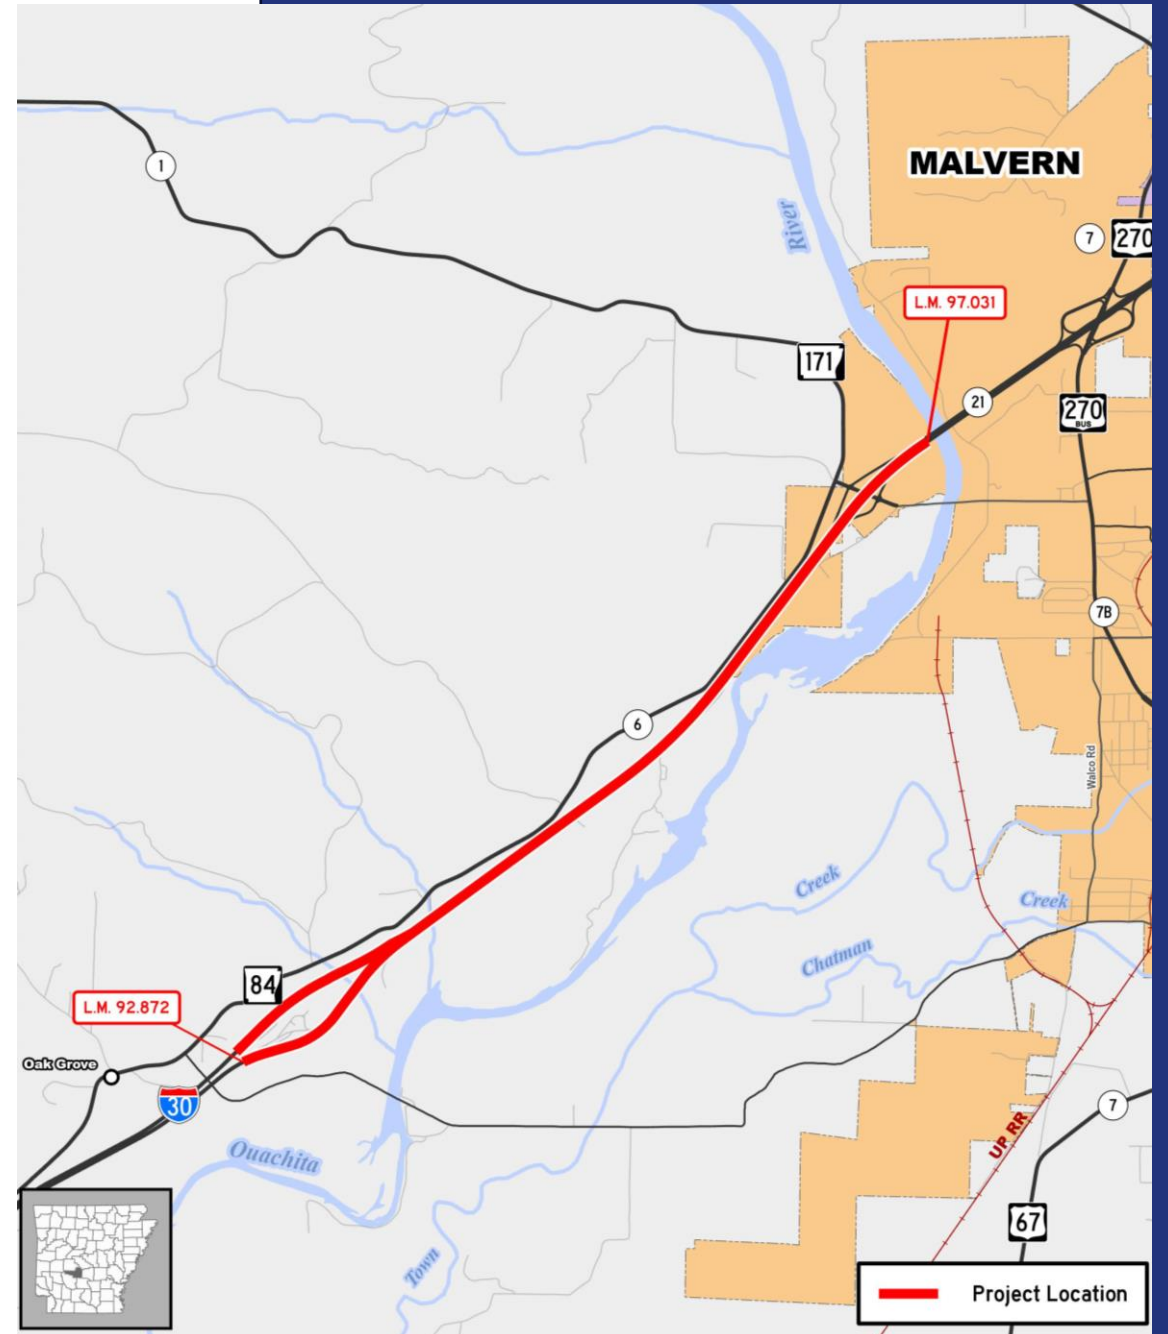 1
MALVERN
River
7
270
L.M. 97.031
171
21
270
BUS
7B
6
Walco Rd
Creek
Creek
Chatman
84
L.M. 92.872
Oak Grove
30
7
UP RR
Ouachita
67
Town
Project Location